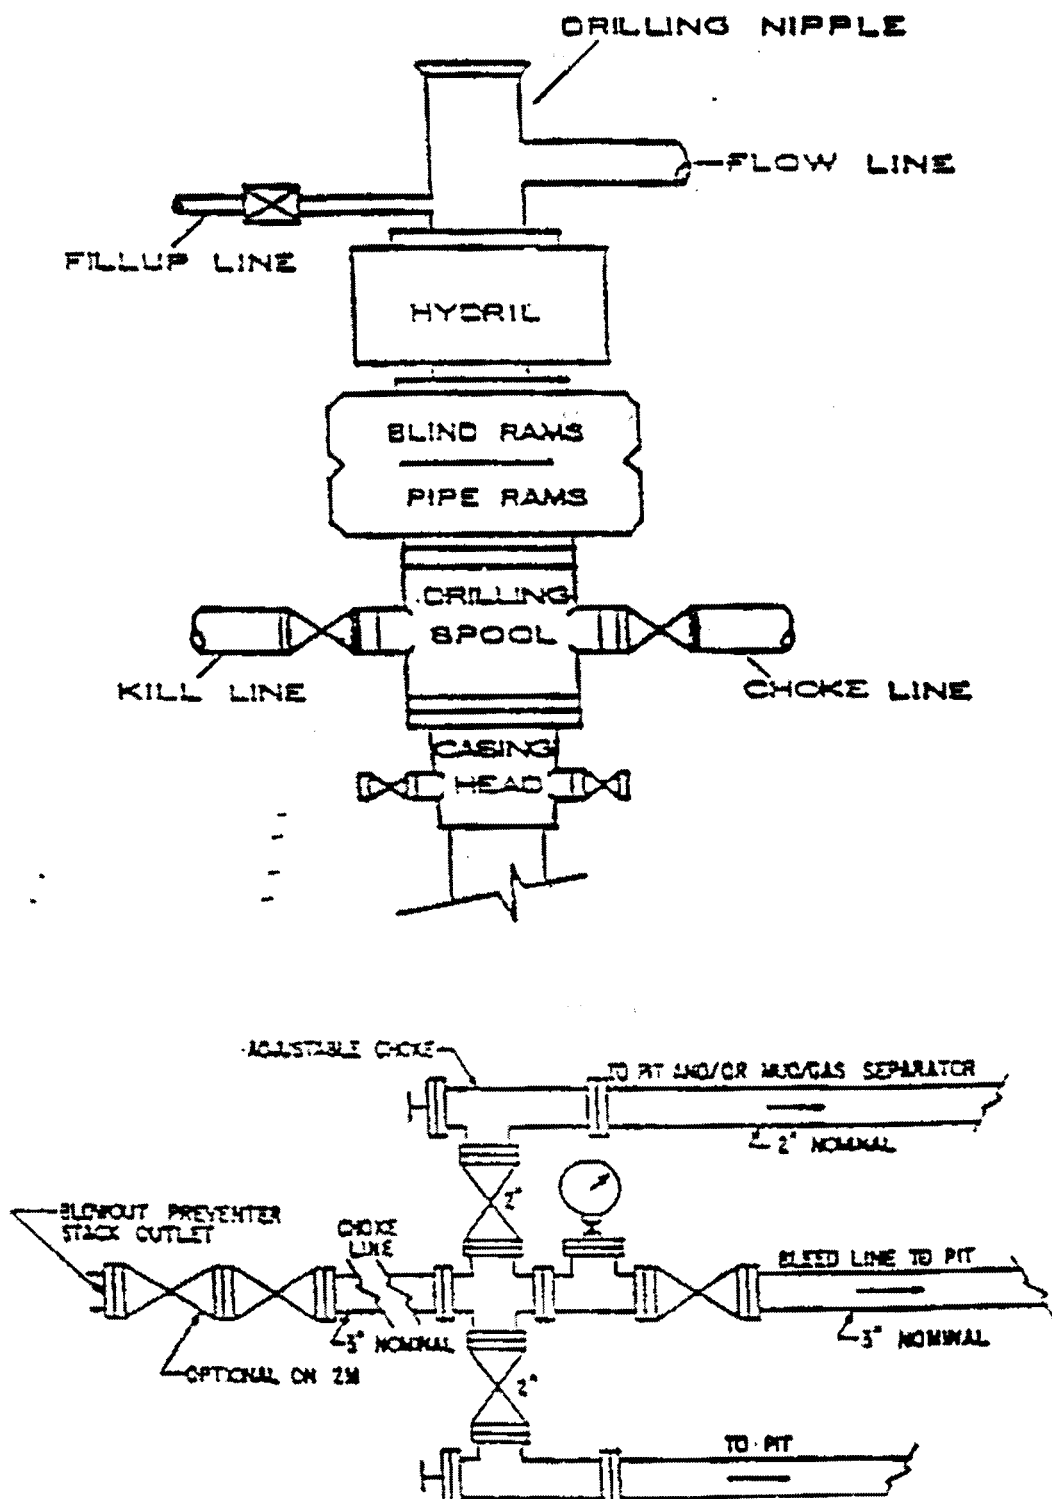 DRILLING NIPPLE
FLOW LINE
FILLUP LINE
HYDRIL
BLIND RAMS
PIPE RAMS
DRILLING
SPOOL
KILL LINE
CHOKE LINE
CASING
HEAD
ADJUSTABLE CHOKE
TO PIT AND/OR MUD/GAS SEPARATOR
2" NOMINAL
2"
BLOWOUT PREVENTER
STACK OUTLET
CHOKE
LINE
BLEED LINE TO PIT
3" NOMINAL
3" NOMINAL
OPTIONAL ON 2M
2"
TO PIT